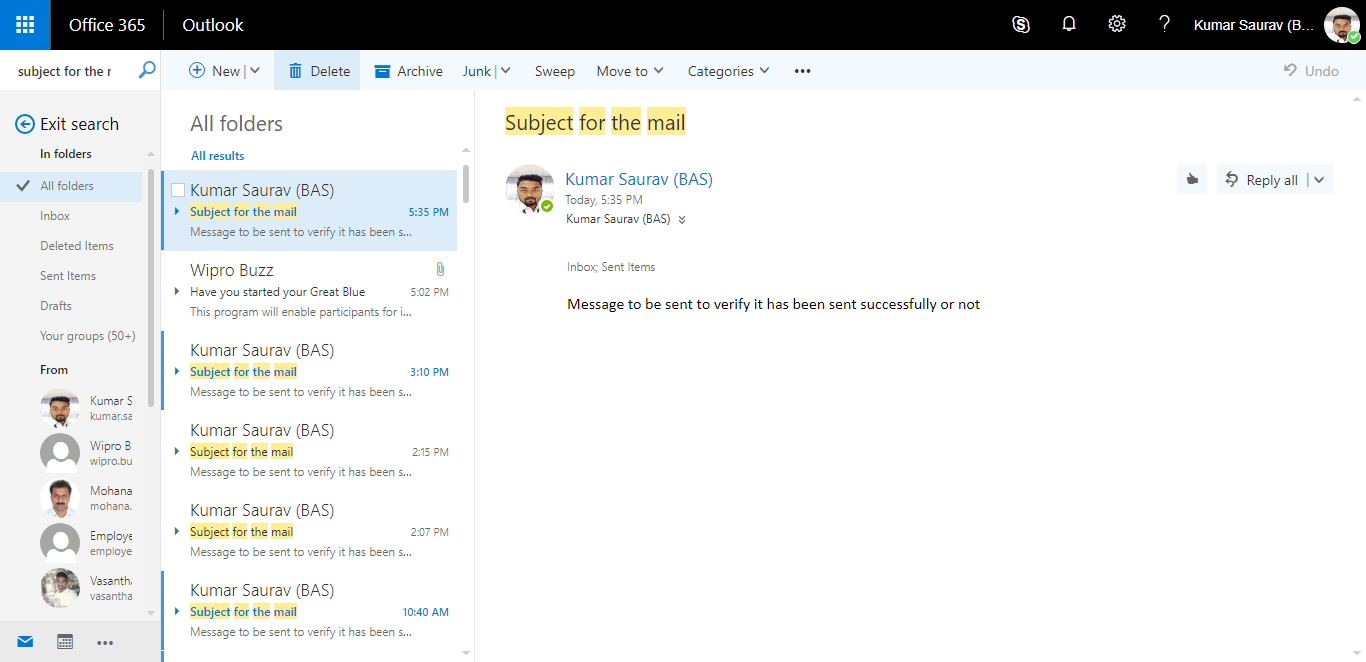 Office 365 Outlook Kumar Saurav (B...
subject for the r New Delete Archive Junk Sweep Move to Categories Undo
Exit search
In folders
All folders
Inbox
Deleted Items
Sent Items
Drafts
Your groups (50+)
From
Kumar S
kumar.sa
Wipro B
wipro.bu
Mohana
mohana.
Employe
employe
Vasantha
vasantha
All folders
All results
Kumar Saurav (BAS)
Subject for the mail 5:35 PM
Message to be sent to verify it has been s...
Wipro Buzz
Have you started your Great Blue 5:02 PM
This program will enable participants for i...
Kumar Saurav (BAS)
Subject for the mail 3:10 PM
Message to be sent to verify it has been s...
Kumar Saurav (BAS)
Subject for the mail 2:15 PM
Message to be sent to verify it has been s...
Kumar Saurav (BAS)
Subject for the mail 2:07 PM
Message to be sent to verify it has been s...
Kumar Saurav (BAS)
Subject for the mail 10:40 AM
Message to be sent to verify it has been s...
Subject for the mail
Kumar Saurav (BAS)
Today, 5:35 PM
Kumar Saurav (BAS)
Reply all
Inbox; Sent Items
Message to be sent to verify it has been sent successfully or not